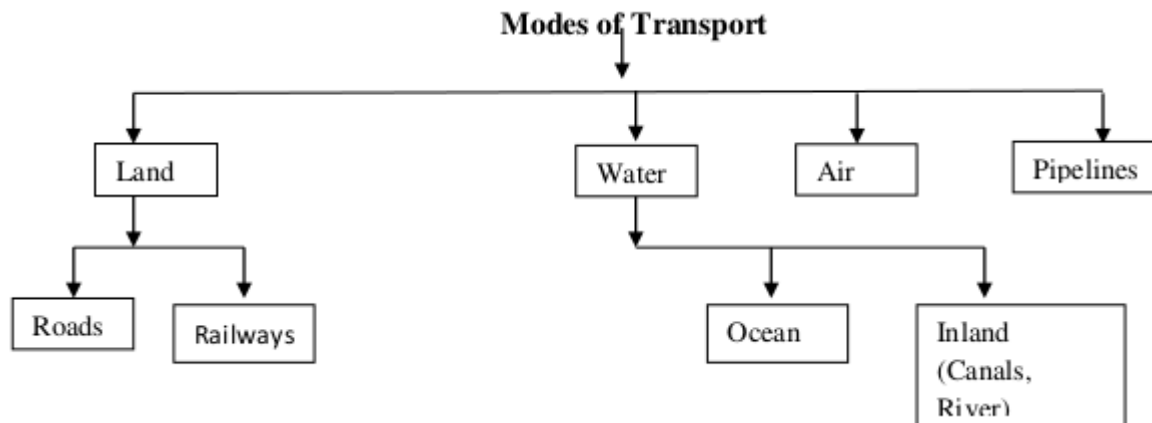 Modes of Transport
Land
Water
Air
Pipelines
Roads
Railways
Ocean
Inland
(Canals,
River)